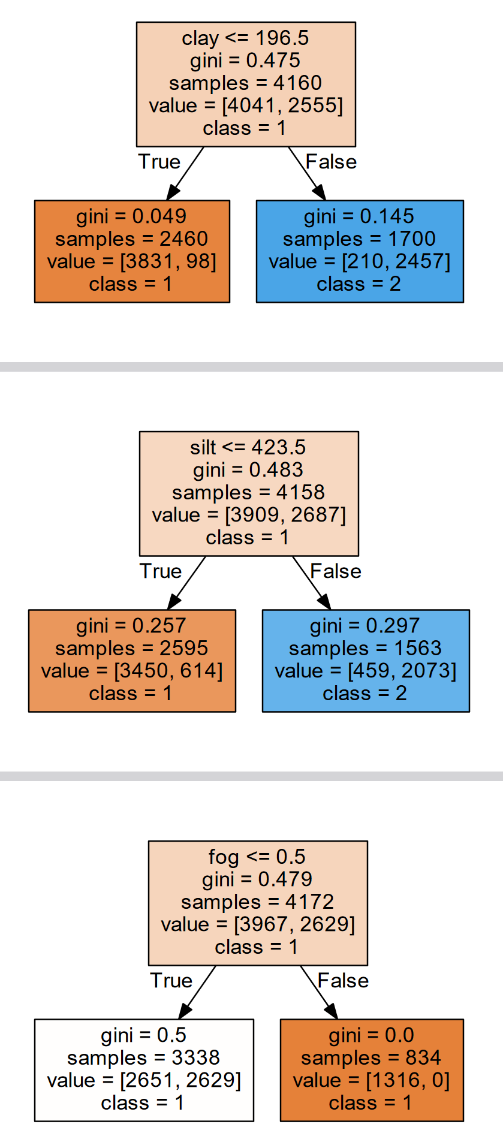 clay <= 196.5
gini = 0.475
samples = 4160
value = [4041, 2555]
class = 1
True
False
gini = 0.049
samples = 2460
value = [3831, 98]
class = 1
gini = 0.145
samples = 1700
value = [210, 2457]
class = 2
silt <= 423.5
gini = 0.483
samples = 4158
value = [3909, 2687]
class = 1
True
False
gini = 0.257
samples = 2595
value = [3450, 614]
class = 1
gini = 0.297
samples = 1563
value = [459, 2073]
class = 2
fog <= 0.5
gini = 0.479
samples = 4172
value = [3967, 2629]
class = 1
True
False
gini = 0.5
samples = 3338
value = [2651, 2629]
class = 1
gini = 0.0
samples = 834
value = [1316, 0]
class = 1